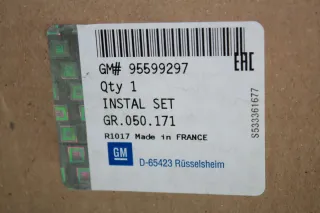 GM# 95599297
EAC
Qty 1
INSTAL SET
GR.050.171
R1017 Made in FRANCE
GM
D-65423 Rüsselsheim
S533361677